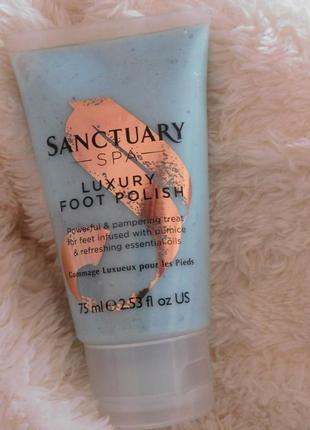 SANCTUARY
SPA
LUXURY
FOOT POLISH
Powerful & pampering treat
for feet infused with pumice
& refreshing essential oils
Gommage Luxueux pour les Pieds
75 ml ℮ 2.53 fl oz US